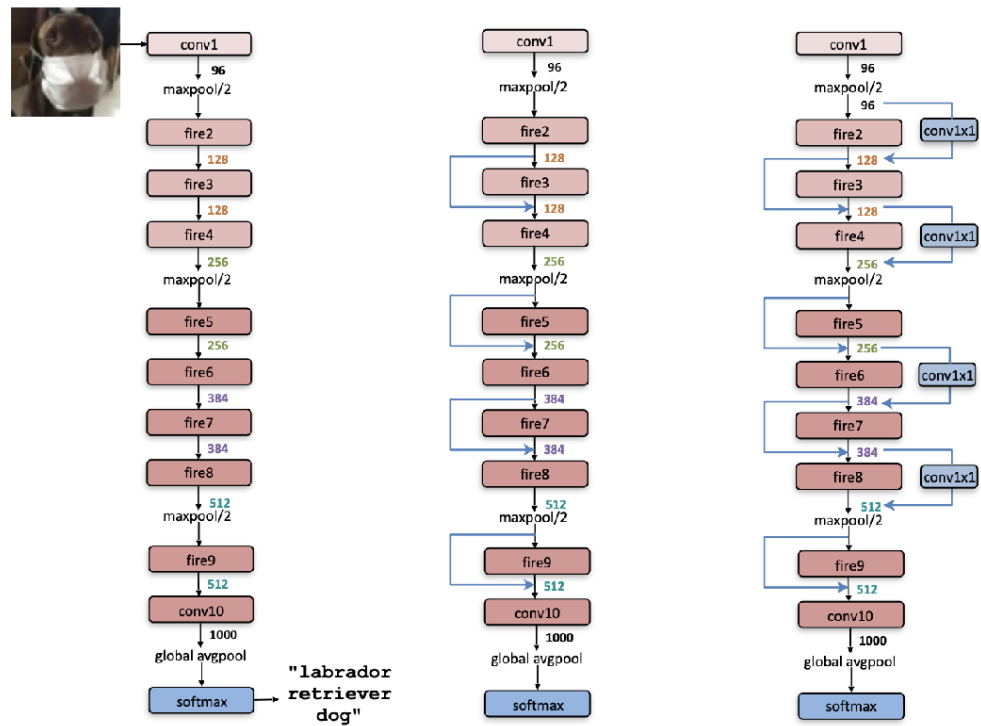 conv1
96
maxpool/2
fire2
128
fire3
128
fire4
256
maxpool/2
fire5
256
fire6
384
fire7
384
fire8
512
maxpool/2
fire9
512
conv10
1000
global avgpool
softmax
"labrador
retriever
dog"
conv1
96
maxpool/2
fire2
128
fire3
128
fire4
256
maxpool/2
fire5
256
fire6
384
fire7
384
fire8
512
maxpool/2
fire9
512
conv10
1000
global avgpool
softmax
conv1
96
maxpool/2
96
conv1x1
fire2
128
fire3
128
fire4
conv1x1
256
maxpool/2
fire5
256
fire6
conv1x1
384
fire7
384
fire8
conv1x1
512
maxpool/2
fire9
512
conv10
1000
global avgpool
softmax